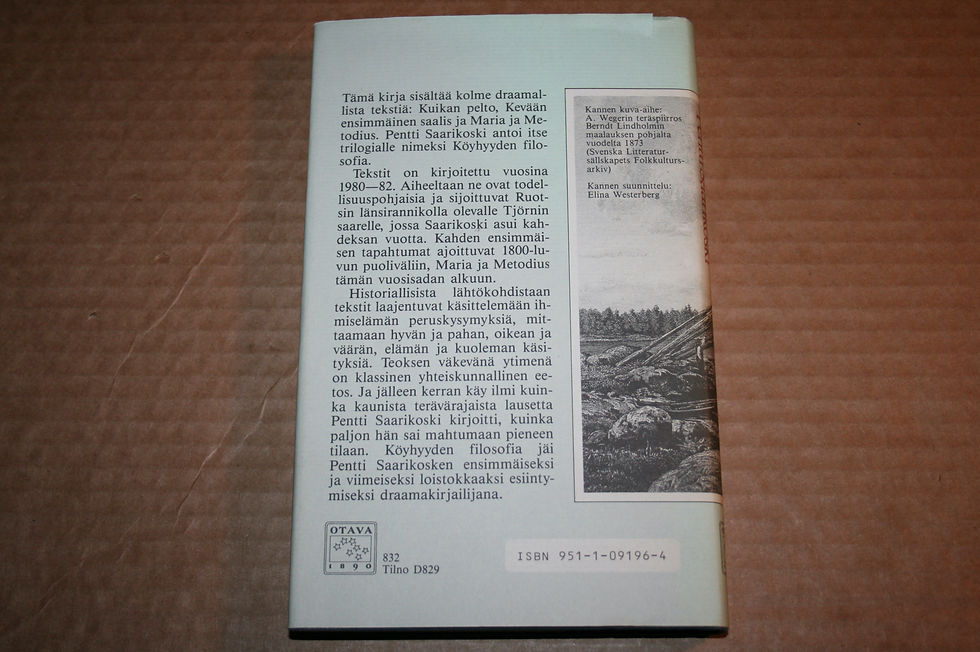 Tämä kirja sisältää kolme draamal-
lista tekstiä: Kuikan pelto, Kevään
ensimmäinen saalis ja Maria ja Me-
todius. Pentti Saarikoski antoi itse
trilogialle nimeksi Köyhyyden filo-
sofia.
Tekstit on kirjoitettu vuosina
1980—82. Aiheeltaan ne ovat todel-
lisuuspohjaisia ja sijoittuvat Ruot-
sin länsirannikolla olevalle Tjörnin
saarelle, jossa Saarikoski asui kah-
deksan vuotta. Kahden ensimmäi-
sen tapahtumat ajoittuvat 1800-lu-
vun puoliväliin, Maria ja Metodius
tämän vuosisadan alkuun.
Historiallisista lähtökohdistaan
tekstit laajentuvat käsittelemään ih-
miselämän peruskysymyksiä, mit-
taamaan hyvän ja pahan, oikean ja
väärän, elämän ja kuoleman käsi-
tyksiä. Teoksen väkevänä ytimenä
on klassinen yhteiskunnallinen ee-
tos. Ja jälleen kerran käy ilmi kuin-
ka kaunista terävärajaista lausetta
Pentti Saarikoski kirjoitti, kuinka
paljon hän sai mahtumaan pieneen
tilaan. Köyhyyden filosofia jäi
Pentti Saarikosken ensimmäiseksi
ja viimeiseksi loistokkaaksi esiinty-
miseksi draamakirjailijana.
Kannen kuva-aihe:
A. Wegerin teräspiirros
Berndt Lindholmin
maalauksen pohjalta
vuodelta 1873
(Svenska Litteratur-
sällskapets Folkkulturs-
arkiv)
Kannen suunnittelu:
Elina Westerberg
OTAVA
1890
832
Tilno D829
ISBN 951-1-09196-4